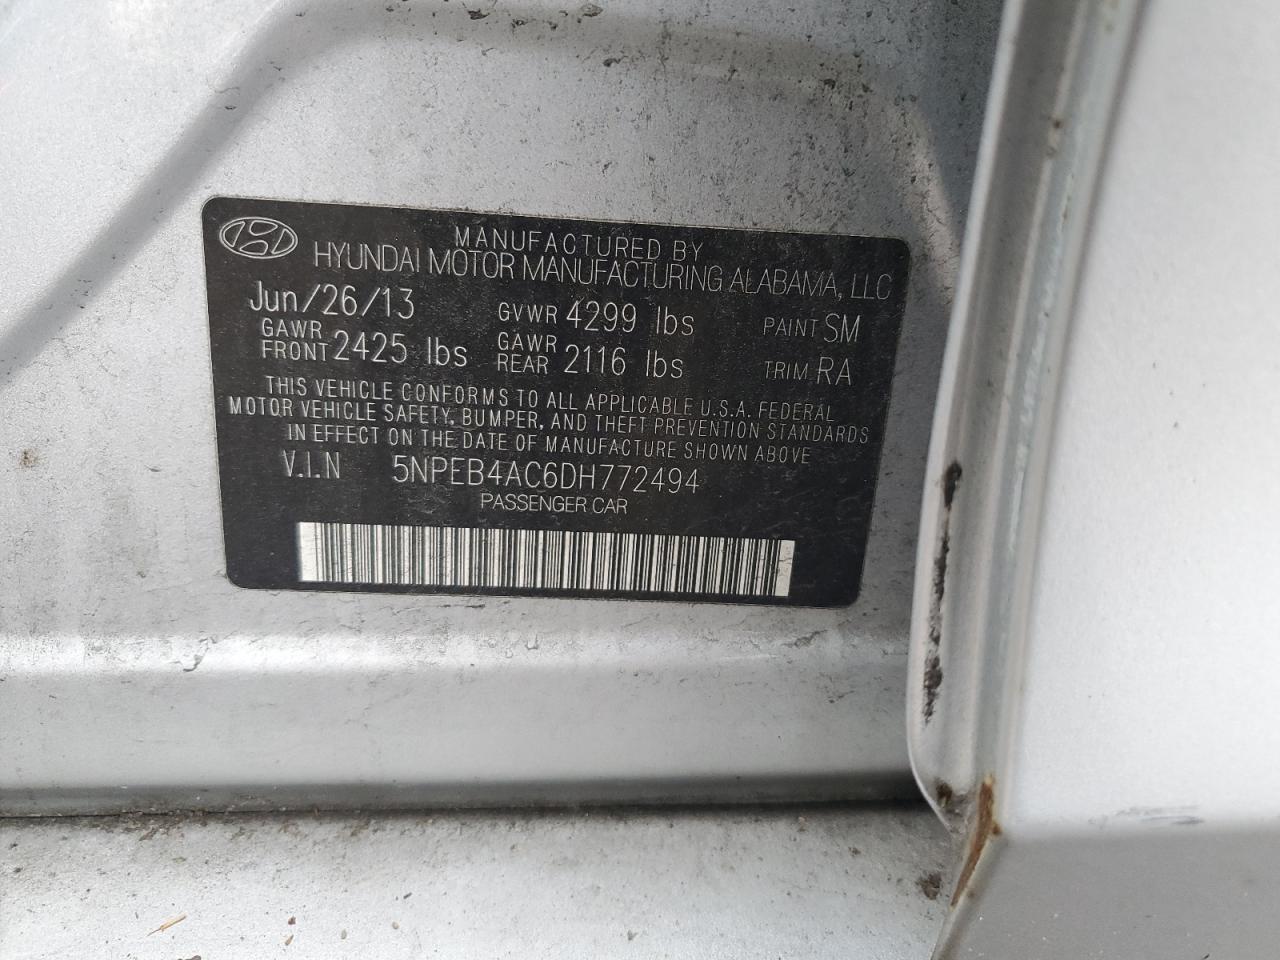 MANUFACTURED BY
HYUNDAI MOTOR MANUFACTURING ALABAMA, LLC
Jun/26/13 GVWR 4299 lbs PAINT SM
GAWR FRONT 2425 lbs GAWR REAR 2116 lbs TRIM RA
THIS VEHICLE CONFORMS TO ALL APPLICABLE U.S.A. FEDERAL
MOTOR VEHICLE SAFETY, BUMPER, AND THEFT PREVENTION STANDARDS
IN EFFECT ON THE DATE OF MANUFACTURE SHOWN ABOVE
V.I.N 5NPEB4AC6DH772494
PASSENGER CAR